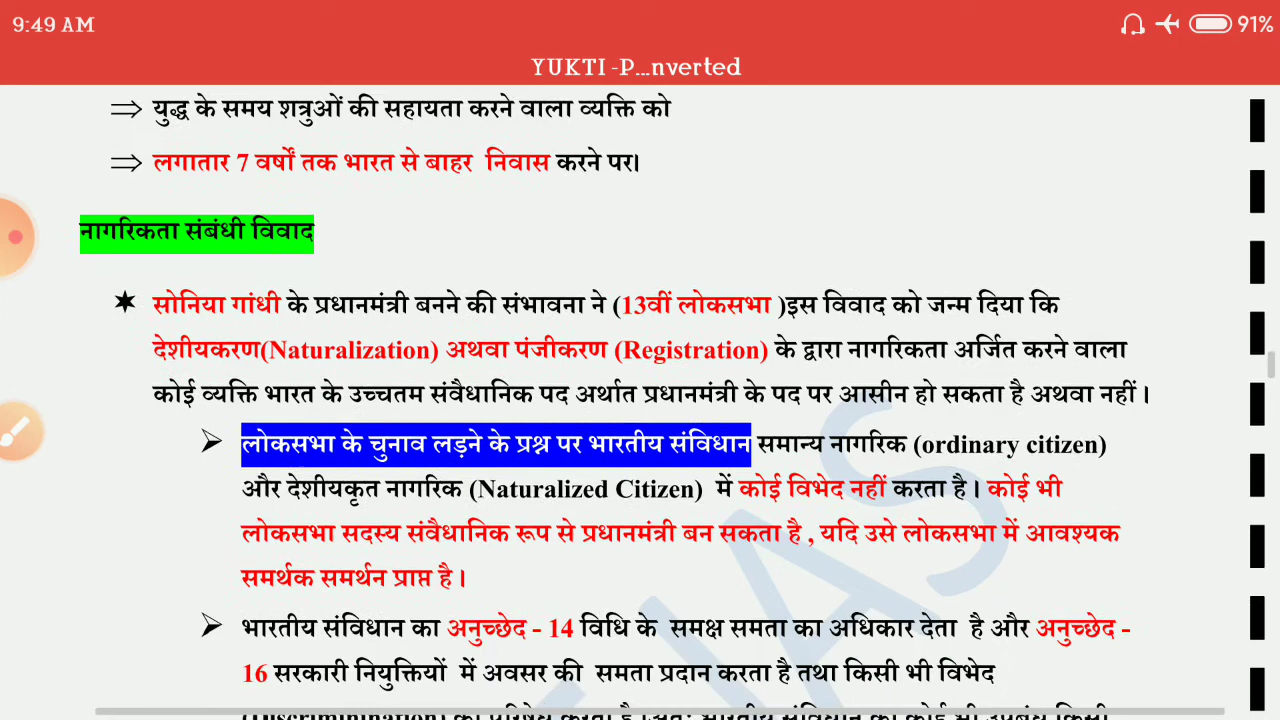 9:49 AM
91%
YUKTI -P...nverted
⇒ युद्ध के समय शत्रुओं की सहायता करने वाला व्यक्ति को
⇒ लगातार 7 वर्षों तक भारत से बाहर निवास करने पर।
नागरिकता संबंधी विवाद
★ सोनिया गांधी के प्रधानमंत्री बनने की संभावना ने (13वीं लोकसभा )इस विवाद को जन्म दिया कि
देशीयकरण(Naturalization) अथवा पंजीकरण (Registration) के द्वारा नागरिकता अर्जित करने वाला
कोई व्यक्ति भारत के उच्चतम संवैधानिक पद अर्थात प्रधानमंत्री के पद पर आसीन हो सकता है अथवा नहीं।
➢ लोकसभा के चुनाव लड़ने के प्रश्न पर भारतीय संविधान समान्य नागरिक (ordinary citizen)
और देशीयकृत नागरिक (Naturalized Citizen) में कोई विभेद नहीं करता है। कोई भी
लोकसभा सदस्य संवैधानिक रूप से प्रधानमंत्री बन सकता है , यदि उसे लोकसभा में आवश्यक
समर्थक समर्थन प्राप्त है।
➢ भारतीय संविधान का अनुच्छेद - 14 विधि के समक्ष समता का अधिकार देता है और अनुच्छेद -
16 सरकारी नियुक्तियों में अवसर की समता प्रदान करता है तथा किसी भी विभेद